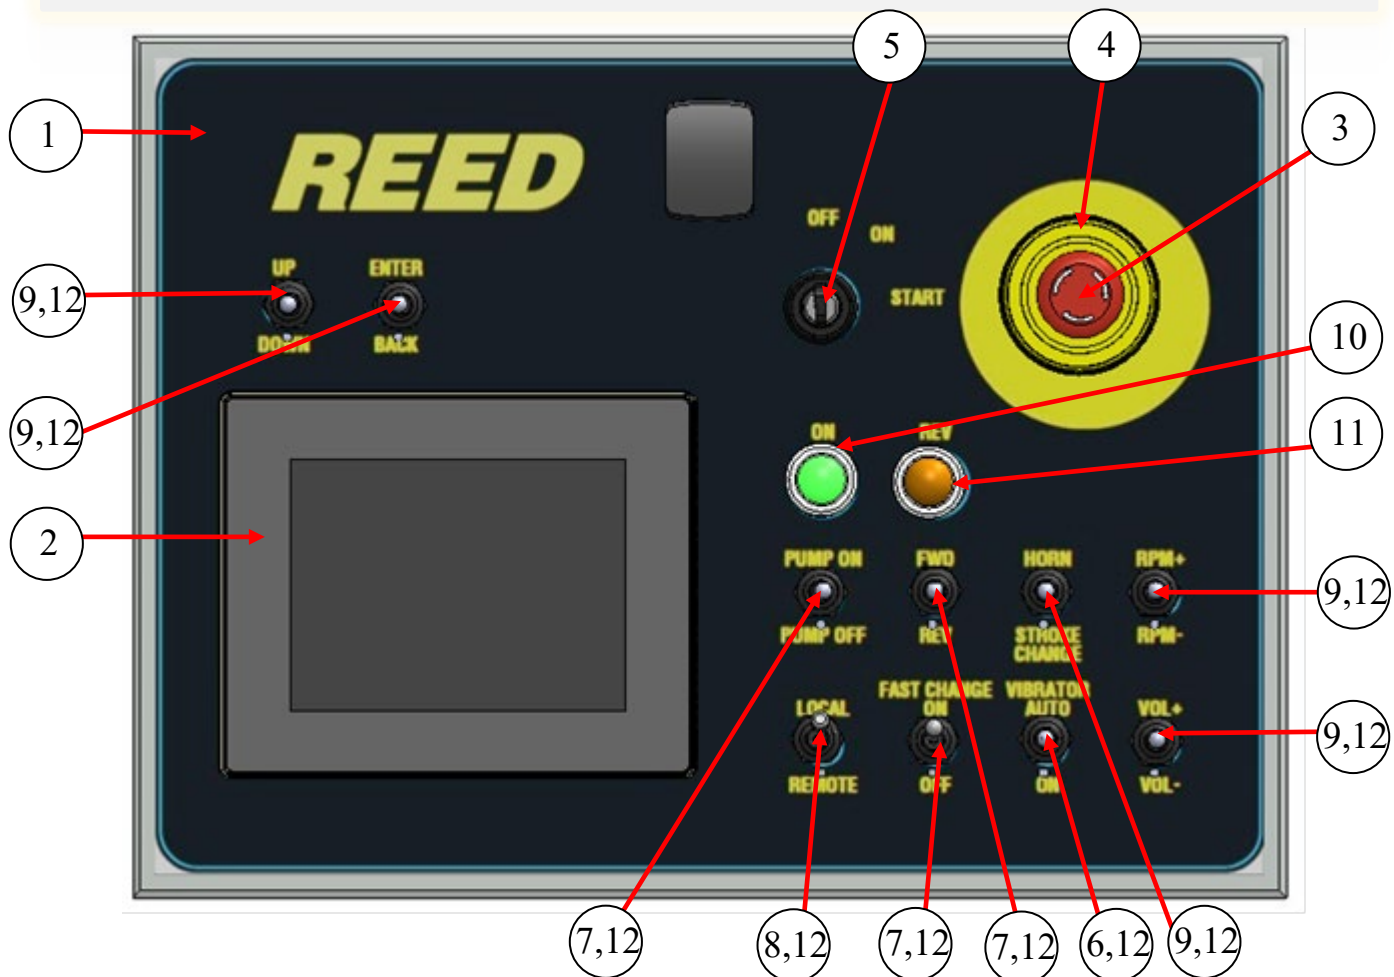 5
4
1
3
REED
OFF
ON
UP
ENTER
9,12
START
DOWN
BACK
10
9,12
ON
REV
11
2
PUMP ON
FWD
HORN
RPM+
9,12
PUMP OFF
REV
STROKE
CHANGE
RPM-
LOCAL
FAST CHANGE
ON
VIBRATOR
AUTO
VOL+
9,12
REMOTE
OFF
ON
VOL-
7,12
8,12
7,12
7,12
6,12
9,12